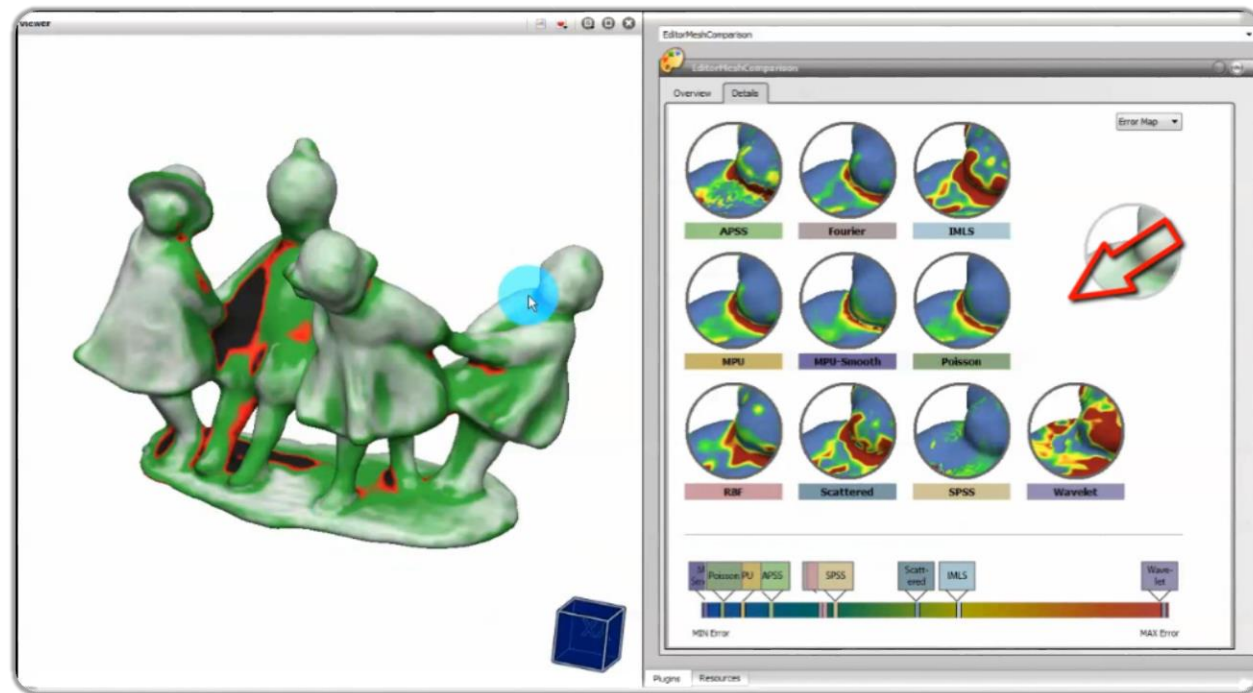 viewer
EditorMeshComparison
EditorMeshComparison
Overview
Details
Error Map
APSS
Fourier
IMLS
MPU
MPU-Smooth
Poisson
RBF
Scattered
SPSS
Wavelet
Poisson
PU
APSS
SPSS
Scatt-
ered
IMLS
Wave-
let
MIN Error
MAX Error
Plugins
Resources